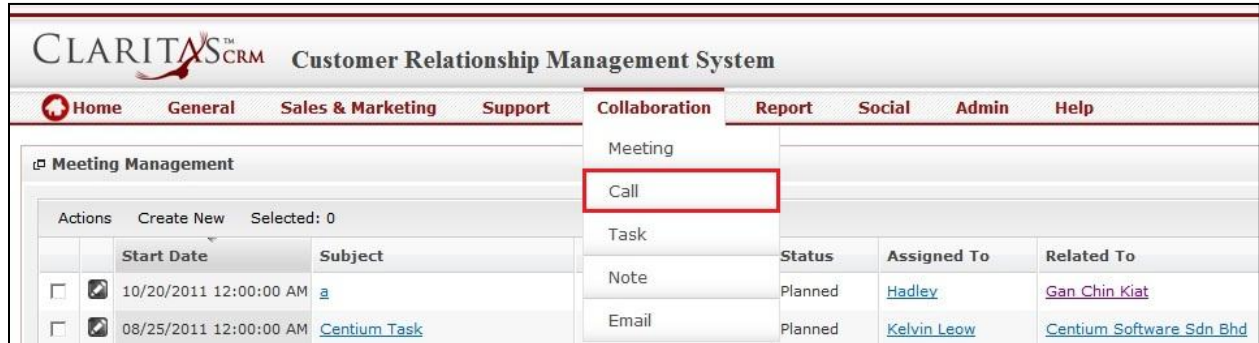 CLARITAS™CRM Customer Relationship Management System
Home General Sales & Marketing Support Collaboration Report Social Admin Help
Meeting Management
Meeting
Call
Actions Create New Selected: 0
Task
Start Date Subject Status Assigned To Related To
Note
10/20/2011 12:00:00 AM a Planned Hadley Gan Chin Kiat
Email
08/25/2011 12:00:00 AM Centium Task Planned Kelvin Leow Centium Software Sdn Bhd